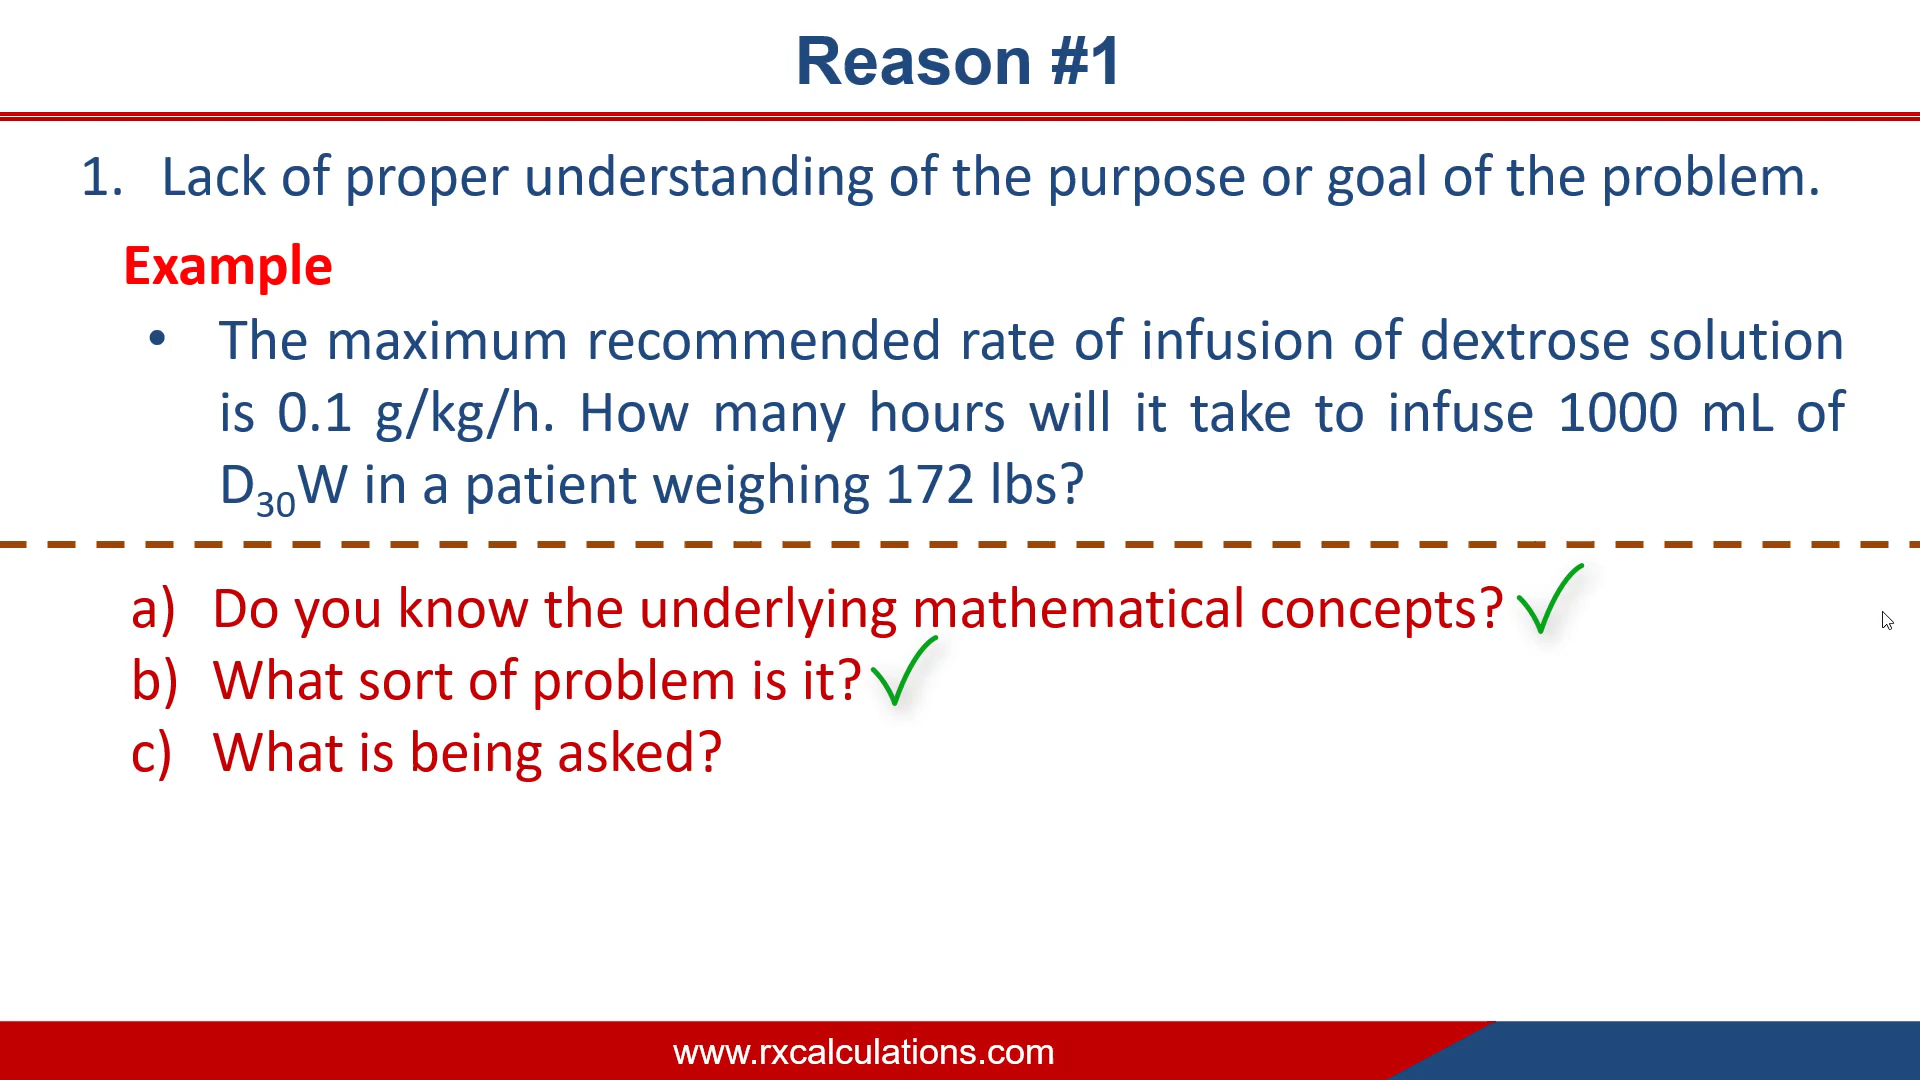 Reason #1
1. Lack of proper understanding of the purpose or goal of the problem.
Example
• The maximum recommended rate of infusion of dextrose solution
is 0.1 g/kg/h. How many hours will it take to infuse 1000 mL of
D30W in a patient weighing 172 lbs?
a) Do you know the underlying mathematical concepts?
b) What sort of problem is it?
c) What is being asked?
www.rxcalculations.com